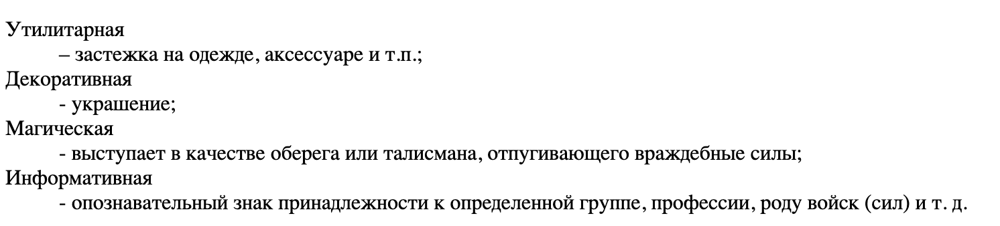 Утилитарная
– застежка на одежде, аксессуаре и т.п.;
Декоративная
- украшение;
Магическая
- выступает в качестве оберега или талисмана, отпугивающего враждебные силы;
Информативная
- опознавательный знак принадлежности к определенной группе, профессии, роду войск (сил) и т. д.